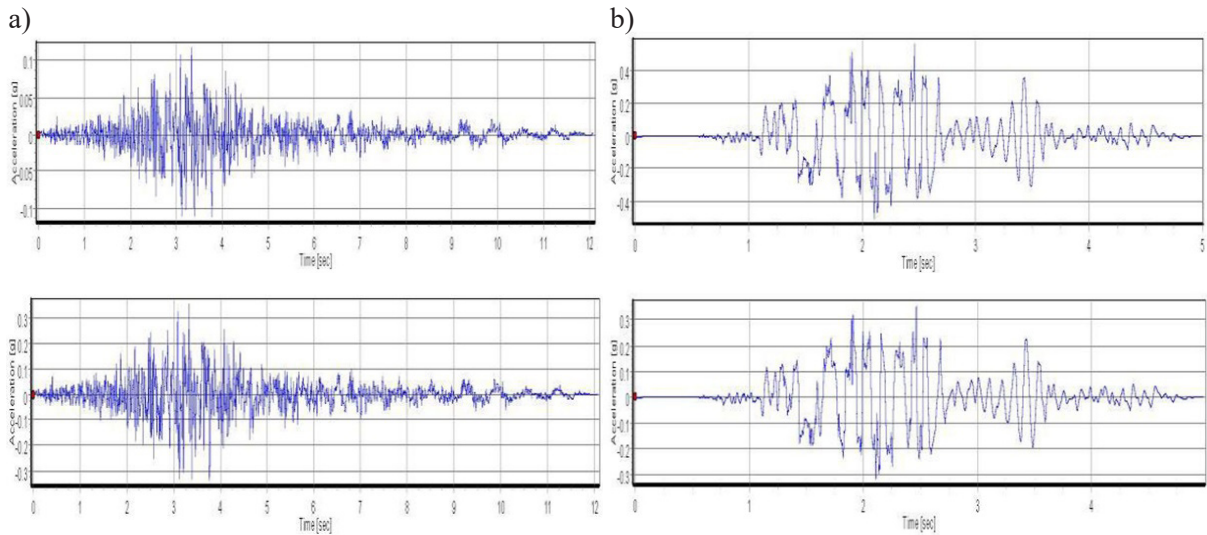 a)
Acceleration [g]
0.1
0.05
0
-0.05
-0.1
0 1 2 3 4 5 6 7 8 9 10 11 12
Time [sec]
b)
Acceleration [g]
0.4
0.2
0
-0.2
-0.4
0 1 2 3 4 5
Time [sec]
Acceleration [g]
0.3
0.2
0.1
0
-0.1
-0.2
-0.3
0 1 2 3 4 5 6 7 8 9 10 11 12
Time [sec]
Acceleration [g]
0.3
0.2
0.1
0
-0.1
-0.2
-0.3
0 1 2 3 4
Time [sec]